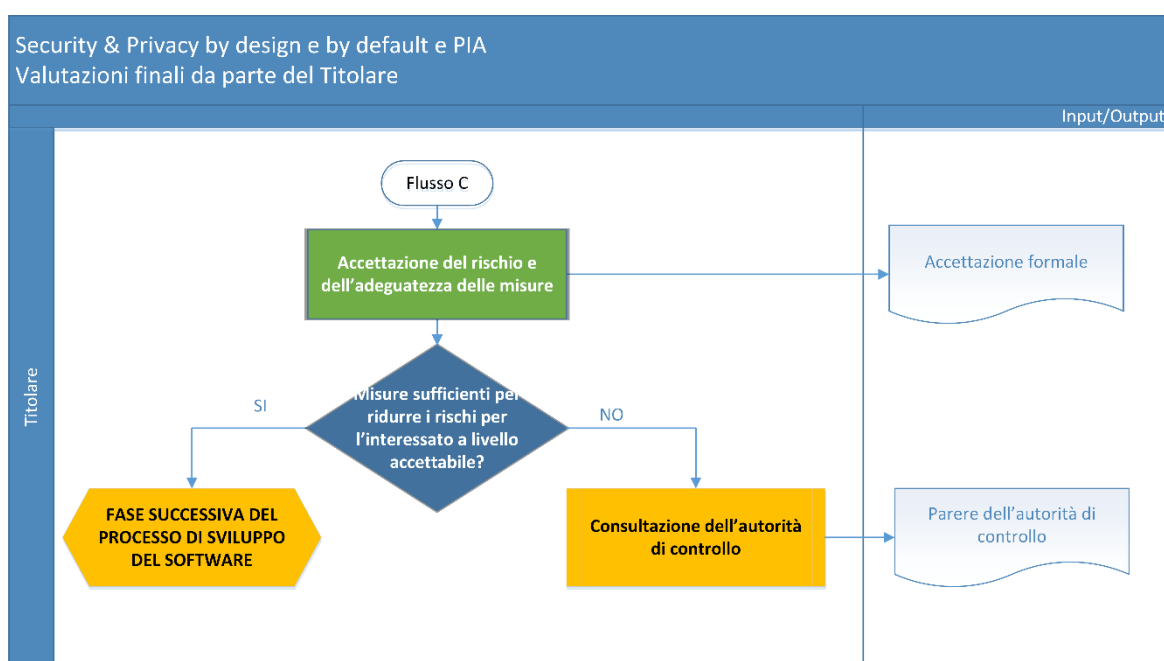 Security & Privacy by design e by default e PIA
Valutazioni finali da parte del Titolare
Input/Output
Titolare
Flusso C
Accettazione del rischio e
dell'adeguatezza delle misure
Accettazione formale
Misure sufficienti per
ridurre i rischi per
l'interessato a livello
accettabile?
SI
NO
FASE SUCCESSIVA DEL
PROCESSO DI SVILUPPO
DEL SOFTWARE
Consultazione dell'autorità
di controllo
Parere dell'autorità di
controllo